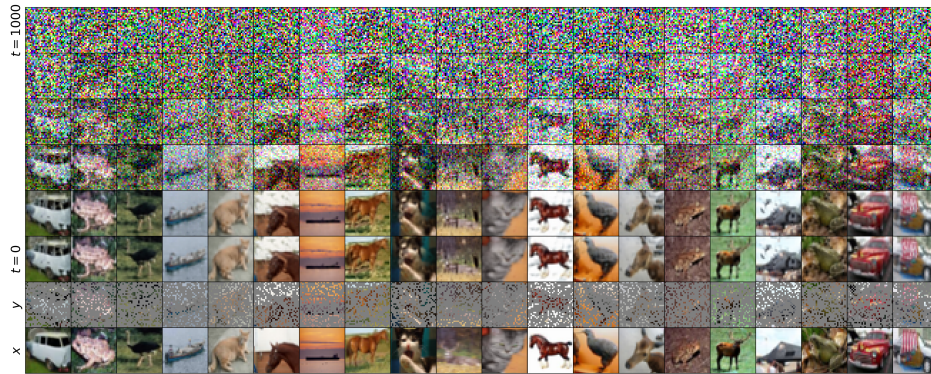 t = 1000
t = 0
y
x